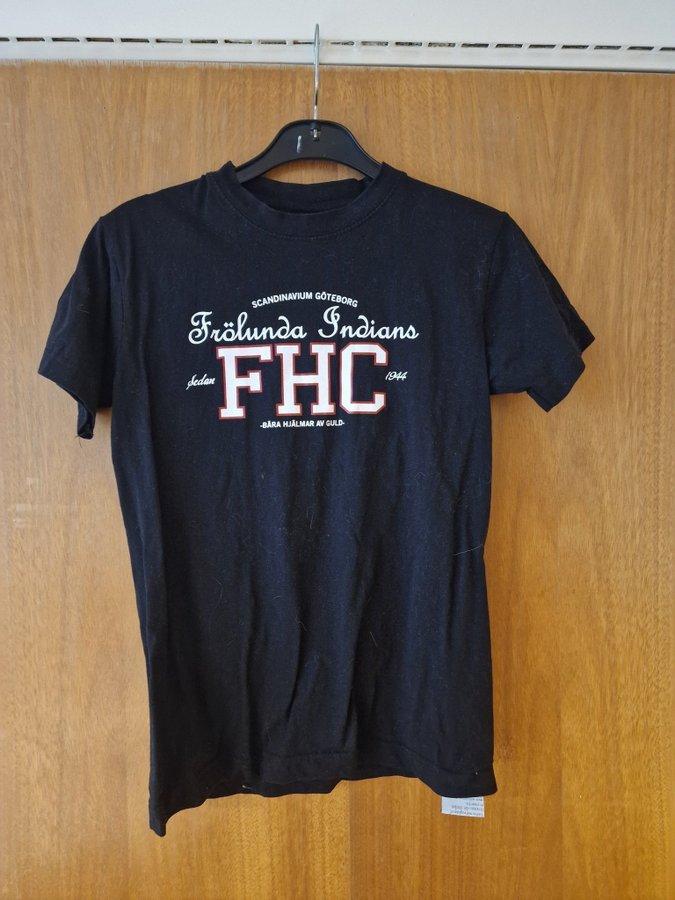 SCANDINAVIUM GÖTEBORG
Frölunda Indians
Sedan FHC 1944
-BÄRA HJÄLMAR AV GULD-